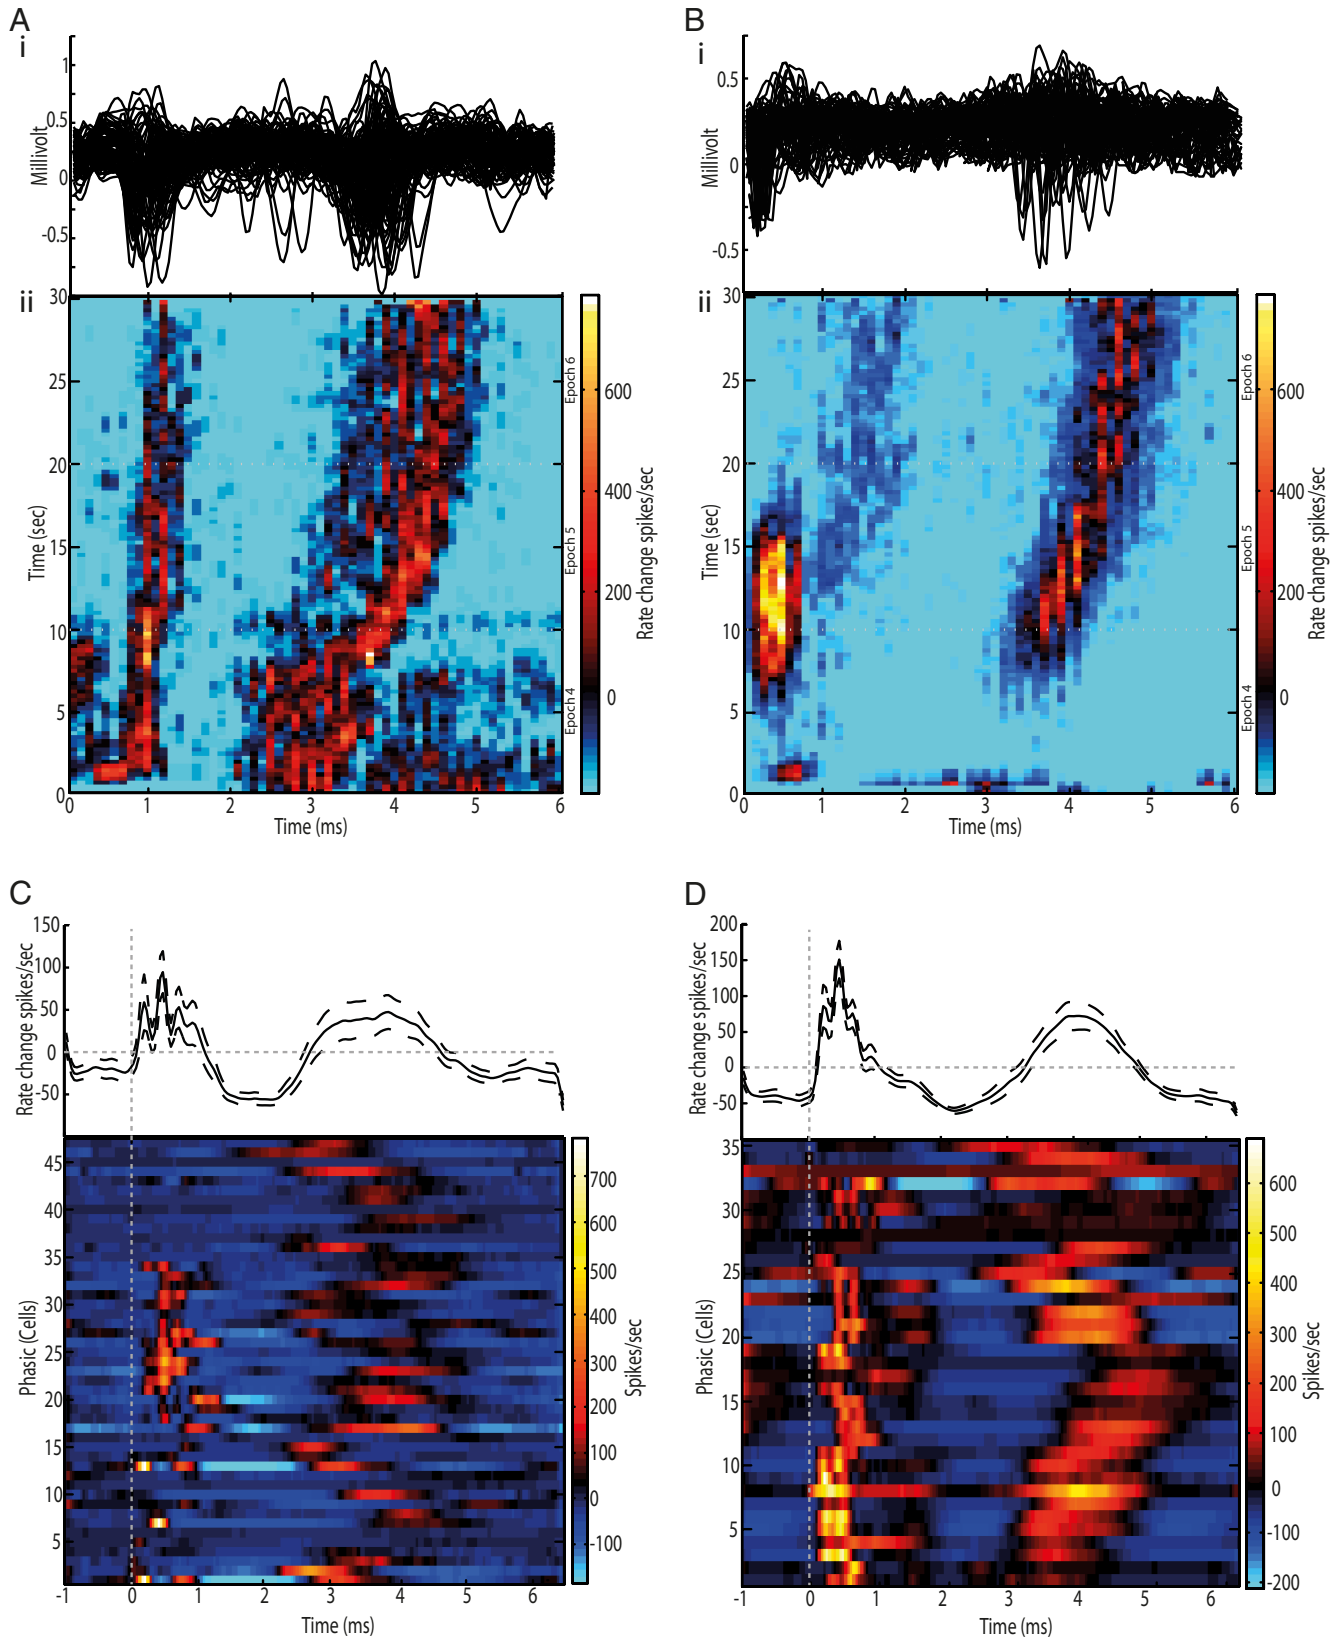 A
i
Millivolt
1
0.5
0
-0.5
ii
Time (sec)
30
25
20
15
10
5
0
Epoch 6
Epoch 5
Epoch 4
0 1 2 3 4 5 6
Time (ms)
600
400
200
0
Rate change spikes/sec
B
i
Millivolt
0.5
0
-0.5
ii
Time (sec)
30
25
20
15
10
5
0
Epoch 6
Epoch 5
Epoch 4
0 1 2 3 4 5 6
Time (ms)
600
400
200
0
Rate change spikes/sec
C
Rate change spikes/sec
150
100
50
0
-50
Phasic (Cells)
45
40
35
30
25
20
15
10
5
-1 0 1 2 3 4 5 6
Time (ms)
700
600
500
400
300
200
100
0
-100
Spikes/sec
D
Rate change spikes/sec
200
150
100
50
0
-50
Phasic (Cells)
35
30
25
20
15
10
5
-1 0 1 2 3 4 5 6
Time (ms)
600
500
400
300
200
100
0
-100
-200
Spikes/sec